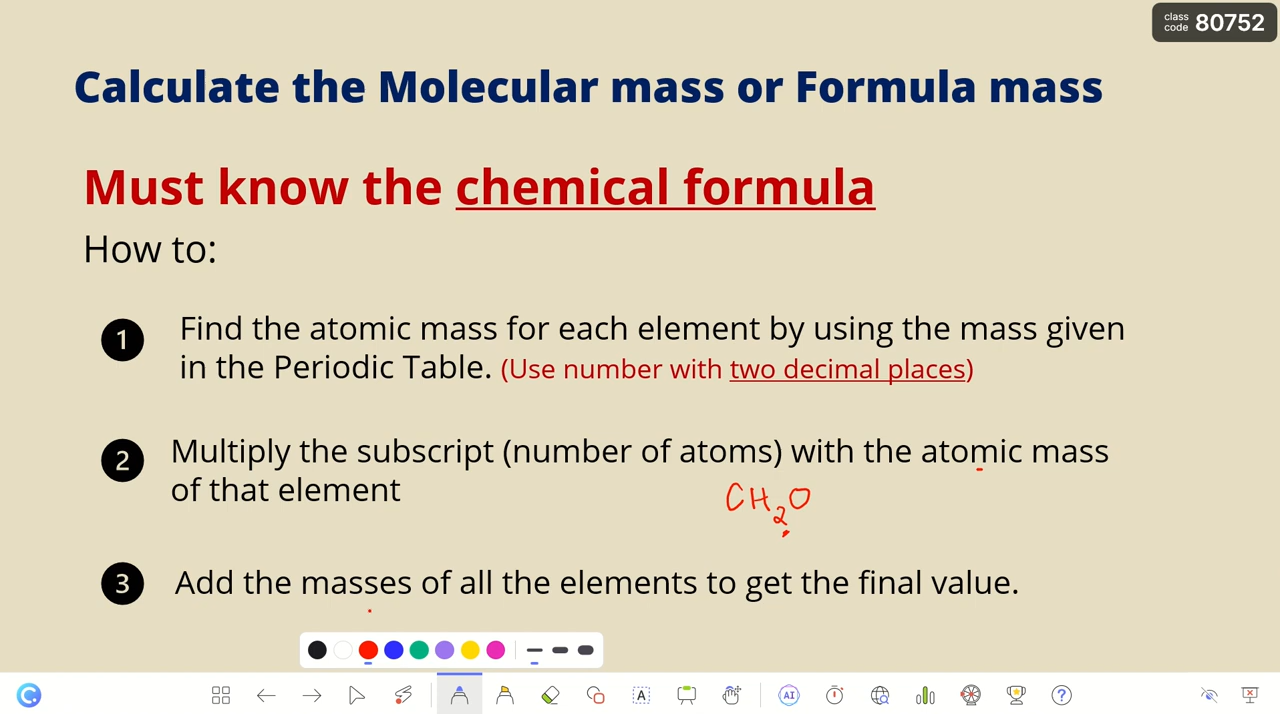 class
code 80752
Calculate the Molecular mass or Formula mass
Must know the chemical formula
How to:
1
Find the atomic mass for each element by using the mass given
in the Periodic Table. (Use number with two decimal places)
2
Multiply the subscript (number of atoms) with the atomic mass
of that element
CH2O
3
Add the masses of all the elements to get the final value.
A
AI
?